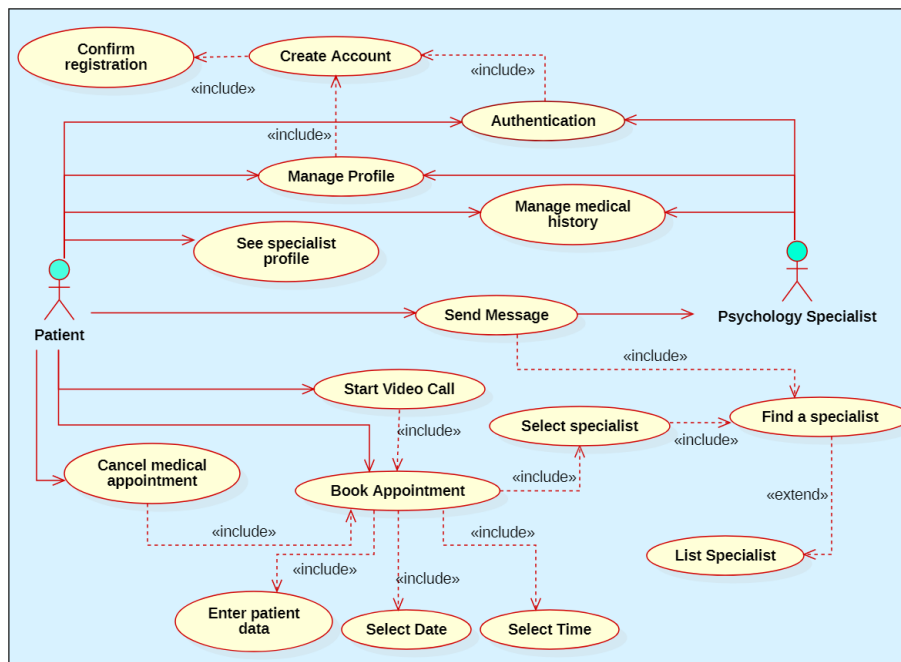 Confirm
registration
Create Account
«include»
Authentication
«include»
Manage Profile
Manage medical
history
See specialist
profile
Patient
Send Message
Psychology Specialist
«include»
Start Video Call
«include»
Select specialist
«include»
Find a specialist
Cancel medical
appointment
Book Appointment
«include»
«extend»
«include»
«include»
«include»
«include»
List Specialist
Enter patient
data
Select Date
Select Time